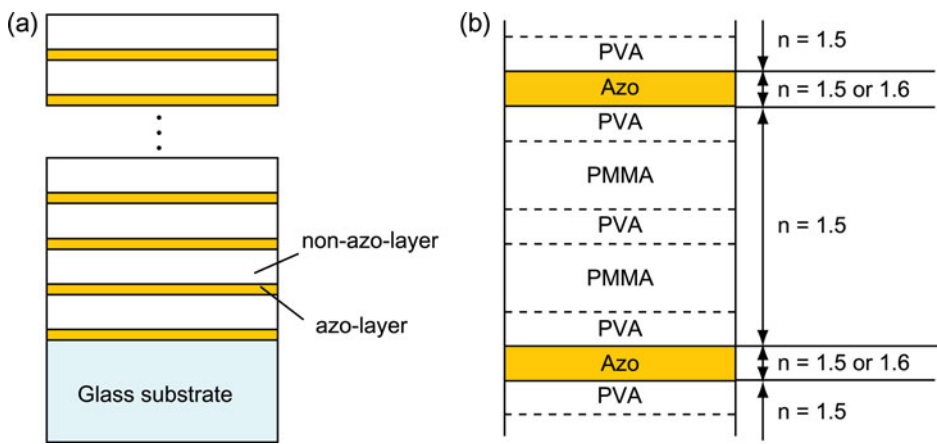 (a)
non-azo-layer
azo-layer
Glass substrate
(b)
PVA
n = 1.5
Azo
n = 1.5 or 1.6
PVA
PMMA
PVA
n = 1.5
PMMA
PVA
Azo
n = 1.5 or 1.6
PVA
n = 1.5